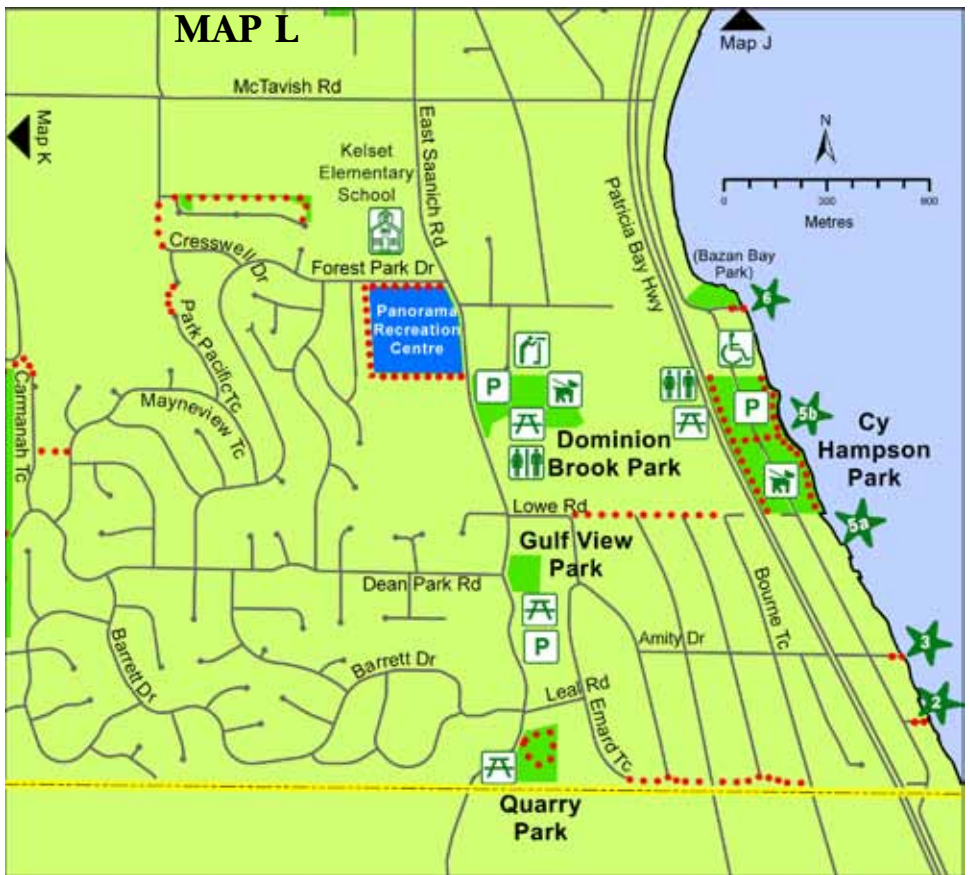 MAP L
Map J
McTavish Rd
Map K
East Saanich Rd
Kelset
Elementary
School
N
0 300 600
Metres
Patricia Bay Hwy
Cresswell Dr
Forest Park Dr
(Bazan Bay
Park)
6
Panorama
Recreation
Centre
Park Pacific Tc
P
P
Carmanah Tc
Mayneview Tc
5b
Cy
Hampson
Park
Dominion
Brook Park
Lowe Rd
5a
Gulf View
Park
Dean Park Rd
Bourne Tc
P
Amity Dr
3
Barrett Dr
Barrett Dr
Leal Rd
Emard Tc
2
Quarry
Park